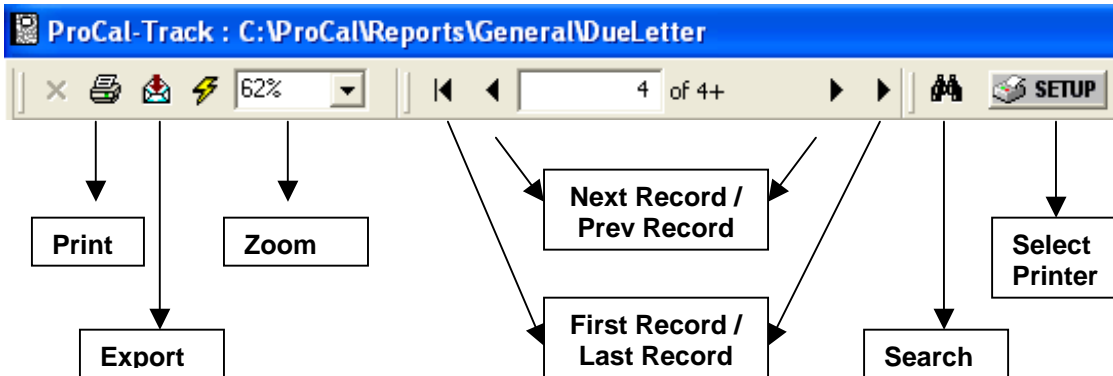 ProCal-Track : C:\ProCal\Reports\General\DueLetter
62%
4 of 4+
SETUP
Next Record /
Prev Record
Print
Zoom
Select
Printer
First Record /
Last Record
Export
Search